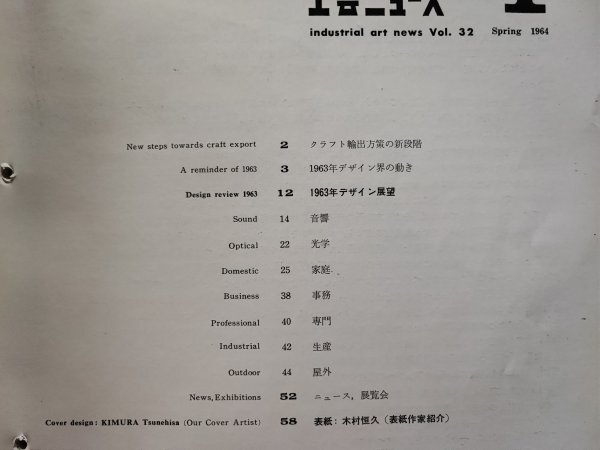 工芸ニュース 1
industrial art news Vol. 32 Spring 1964
New steps towards craft export 2 クラフト輸出方策の新段階
A reminder of 1963 3 1963年デザイン界の動き
Design review 1963 12 1963年デザイン展望
Sound 14 音響
Optical 22 光学
Domestic 25 家庭
Business 38 事務
Professional 40 専門
Industrial 42 生産
Outdoor 44 屋外
News, Exhibitions 52 ニュース，展覧会
Cover design: KIMURA Tsunehisa (Our Cover Artist) 58 表紙：木村恒久（表紙作家紹介）